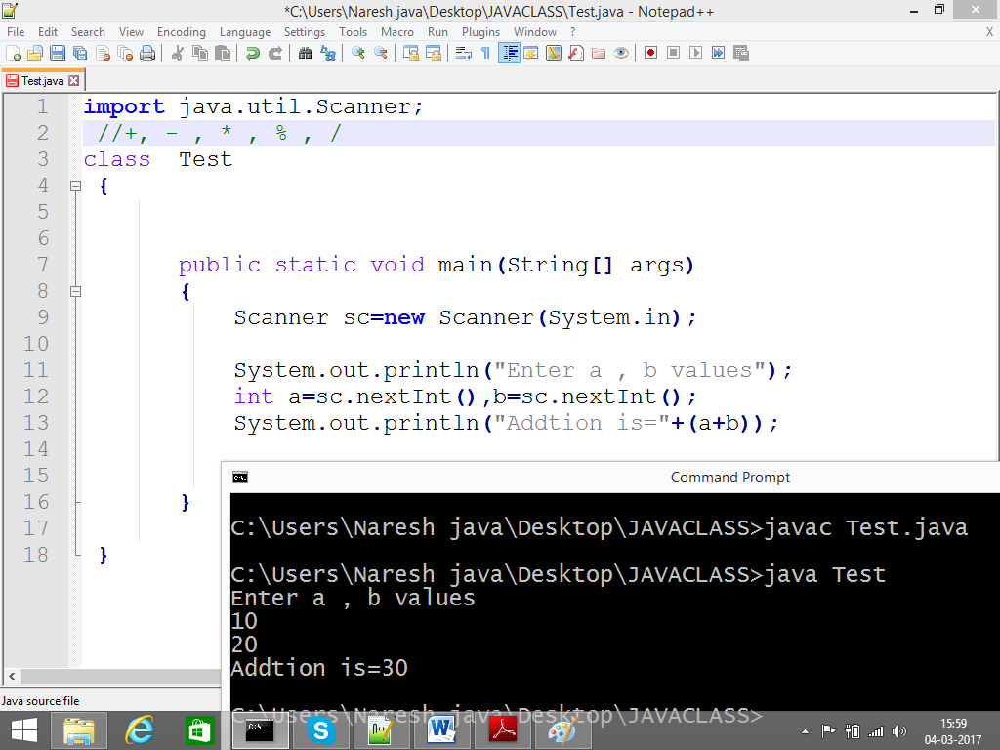 *C:\Users\Naresh java\Desktop\JAVACLASS\Test.java - Notepad++
File Edit Search View Encoding Language Settings Tools Macro Run Plugins Window ? X
Test.java
1 import java.util.Scanner;
2 //+, - , * , % , /
3 class Test
4 {
5
6
7 public static void main(String[] args)
8 {
9 Scanner sc=new Scanner(System.in);
10
11 System.out.println("Enter a , b values");
12 int a=sc.nextInt(),b=sc.nextInt();
13 System.out.println("Addtion is="+(a+b));
14
15
16 }
17
18 }
Command Prompt
C:\Users\Naresh java\Desktop\JAVACLASS>javac Test.java
C:\Users\Naresh java\Desktop\JAVACLASS>java Test
Enter a , b values
10
20
Addtion is=30
C:\Users\Naresh java\Desktop\JAVACLASS>
Java source file
15:59
04-03-2017